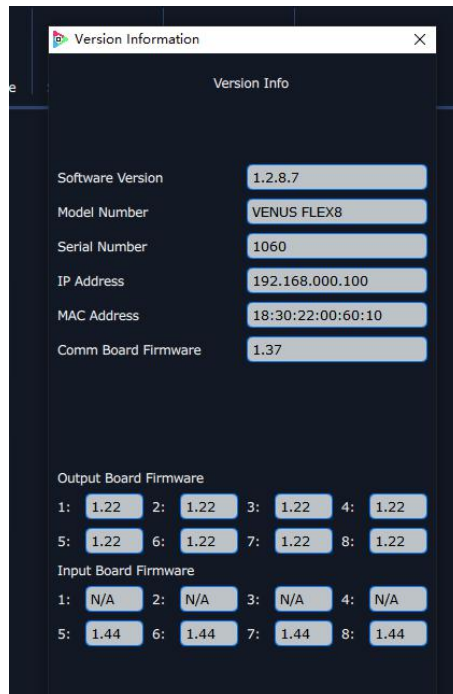 Version Information
Version Info
Software Version 1.2.8.7
Model Number VENUS FLEX8
Serial Number 1060
IP Address 192.168.000.100
MAC Address 18:30:22:00:60:10
Comm Board Firmware 1.37
Output Board Firmware
1: 1.22 2: 1.22 3: 1.22 4: 1.22
5: 1.22 6: 1.22 7: 1.22 8: 1.22
Input Board Firmware
1: N/A 2: N/A 3: N/A 4: N/A
5: 1.44 6: 1.44 7: 1.44 8: 1.44